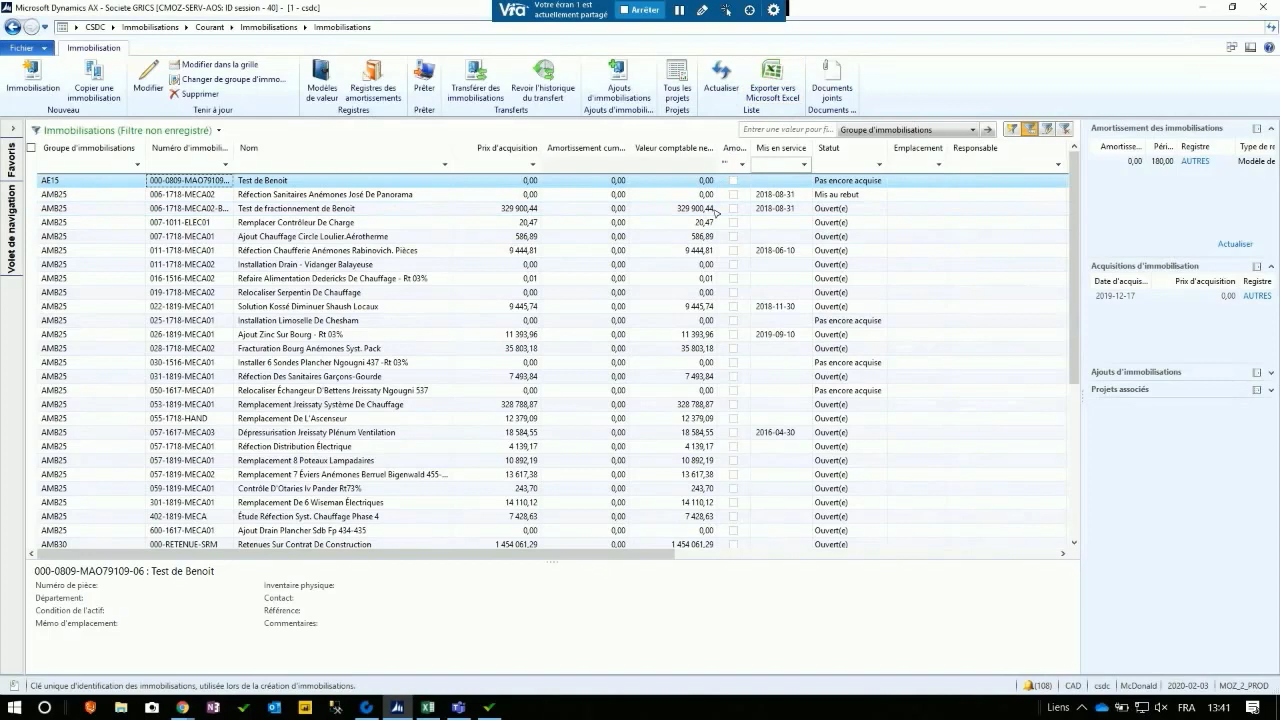 Microsoft Dynamics AX - Societe GRICS [CMOZ-SERV-AOS: ID session - 40] - [1 - csdc]
Vra Votre écran 1 est actuellement partagé Arrêter
CSDC Immobilisations Courant Immobilisations Immobilisations
Fichier Immobilisation
Immobilisation Copier une immobilisation Nouveau
Modifier Modifier dans la grille
Changer de groupe d'immo...
Supprimer
Tenir à jour
Modèles de valeur Registres des amortissements Registres
Prêter Prêter
Transférer des immobilisations Revoir l'historique du transfert Transferts
Ajouts d'immobilisations Ajouts d'immobili...
Tous les projets Projets
Actualiser Exporter vers Microsoft Excel Liste
Documents joints Documents ...
Favoris
Volet de navigation
Immobilisations (Filtre non enregistré) Entrer une valeur pour fi... Groupe d'immobilisations
Groupe d'immobilisations Numéro d'immobili... Nom Prix d'acquisition Amortissement cum... Valeur comptable ne... Amo... Mis en service Statut Emplacement Responsable
AE15 000-0809-MAO79109... Test de Benoit 0,00 0,00 0,00 Pas encore acquise
AMB25 006-1718-MECA02 Réfection Sanitaires Anémones José De Panorama 0,00 0,00 0,00 2018-08-31 Mis au rebut
AMB25 006-1718-MECA02-B... Test de fractionnement de Benoit 329 900,44 0,00 329 900,44 2018-08-31 Ouvert(e)
AMB25 007-1011-ELEC01 Remplacer Contrôleur De Charge 20,47 0,00 20,47 Ouvert(e)
AMB25 007-1718-MECA01 Ajout Chauffage Circle Loulier.Aérotherme 586,89 0,00 586,89 Ouvert(e)
AMB25 011-1718-MECA01 Réfection Chaufferie Anémones Rabinovich. Pièces 9 444,81 0,00 9 444,81 2018-06-10 Ouvert(e)
AMB25 011-1718-MECA02 Installation Drain - Vidanger Balayeuse 0,00 0,00 0,00 Ouvert(e)
AMB25 016-1516-MECA02 Refaire Alimentation Dedericks De Chauffage - Rt 03% 0,01 0,00 0,01 Ouvert(e)
AMB25 019-1718-MECA02 Relocaliser Serpentin De Chauffage 0,00 0,00 0,00 Ouvert(e)
AMB25 022-1819-MECA01 Solution Kossé Diminuer Shaush Locaux 9 445,74 0,00 9 445,74 2018-11-30 Ouvert(e)
AMB25 025-1718-MECA01 Installation Limoselle De Chesham 0,00 0,00 0,00 Pas encore acquise
AMB25 026-1819-MECA01 Ajout Zinc Sur Bourg - Rt 03% 11 393,96 0,00 11 393,96 2019-09-10 Ouvert(e)
AMB25 028-1718-MECA02 Fracturation Bourg Anémones Syst. Pack 35 803,18 0,00 35 803,18 Ouvert(e)
AMB25 030-1516-MECA01 Installer 6 Sondes Plancher Ngougni 437 -Rt 03% 0,00 0,00 0,00 Pas encore acquise
AMB25 031-1819-MECA01 Réfection Des Sanitaires Garçons-Gourde 7 493,84 0,00 7 493,84 Ouvert(e)
AMB25 050-1617-MECA01 Relocaliser Échangeur D'Bettens Jreissaty Ngougni 537 0,00 0,00 0,00 Pas encore acquise
AMB25 053-1819-MECA01 Remplacement Jreissaty Système De Chauffage 328 788,87 0,00 328 788,87 Ouvert(e)
AMB25 055-1718-HAND Remplacement De L'Ascenseur 12 379,09 0,00 12 379,09 Ouvert(e)
AMB25 057-1617-MECA03 Dépressurisation Jreissaty Plénum Ventilation 18 584,55 0,00 18 584,55 2016-04-30 Ouvert(e)
AMB25 057-1718-MECA01 Réfection Distribution Électrique 4 139,17 0,00 4 139,17 Ouvert(e)
AMB25 057-1819-MECA01 Remplacement 8 Poteaux Lampadaires 10 892,19 0,00 10 892,19 Ouvert(e)
AMB25 057-1819-MECA02 Remplacement 7 Éviers Anémones Berruel Bigenwald 455-... 13 617,38 0,00 13 617,38 Ouvert(e)
AMB25 059-1819-MECA01 Contrôle D'Otaries Iv Pander Rt73% 243,70 0,00 243,70 Ouvert(e)
AMB25 301-1819-MECA01 Remplacement De 6 Wiseman Électriques 14 110,12 0,00 14 110,12 Ouvert(e)
AMB25 402-1819-MECA Étude Réfection Syst. Chauffage Phase 4 7 428,63 0,00 7 428,63 Ouvert(e)
AMB25 600-1617-MECA01 Ajout Drain Plancher Sdb Fp 434-435 0,00 0,00 0,00 Ouvert(e)
AMB30 000-RETENUE-SRM Retenues Sur Contrat De Construction 1 454 061,29 0,00 1 454 061,29 Ouvert(e)
Amortissement des immobilisations
Amortisse... Péri... Registre Type de re
0,00 180,00 AUTRES Modèle de
Actualiser
Acquisitions d'immobilisation
Date d'acquis... Prix d'acquisition Registre
2019-12-17 0,00 AUTRES
Ajouts d'immobilisations
Projets associés
000-0809-MAO79109-06 : Test de Benoit
Numéro de pièce: Inventaire physique:
Département: Contact:
Condition de l'actif: Référence:
Mémo d'emplacement: Commentaires:
Clé unique d'identification des immobilisations, utilisée lors de la création d'immobilisations. (108) CAD csdc McDonald 2020-02-03 MOZ_2_PROD
Liens FRA 13:41